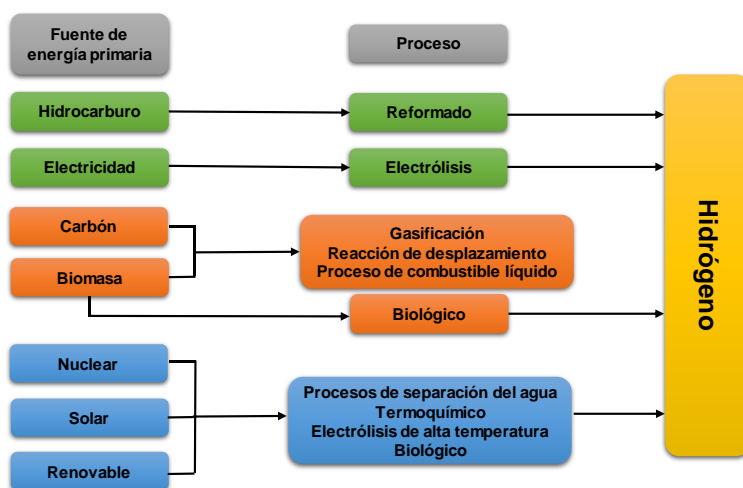 Fuente de
energía primaria
Proceso
Hidrocarburo
Reformado
Electricidad
Electrólisis
Carbón
Biomasa
Gasificación
Reacción de desplazamiento
Proceso de combustible líquido
Biológico
Nuclear
Solar
Renovable
Procesos de separación del agua
Termoquímico
Electrólisis de alta temperatura
Biológico
Hidrógeno